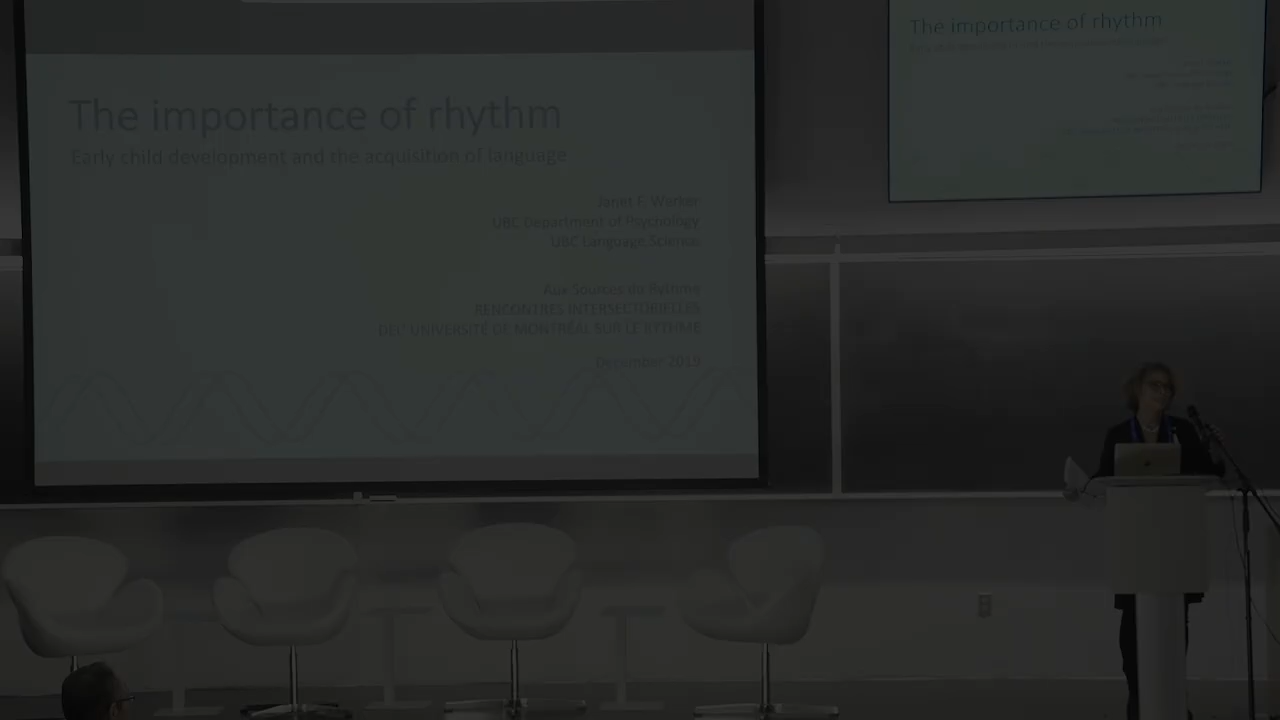 The importance of rhythm
Early child development and the acquisition of language
Janet F. Werker
UBC Department of Psychology
UBC Language Science
Aux Sources du Rythme
RENCONTRES INTERSECTORIELLES
DE L'UNIVERSITÉ DE MONTRÉAL SUR LE RYTHME
December 2019
The importance of rhythm